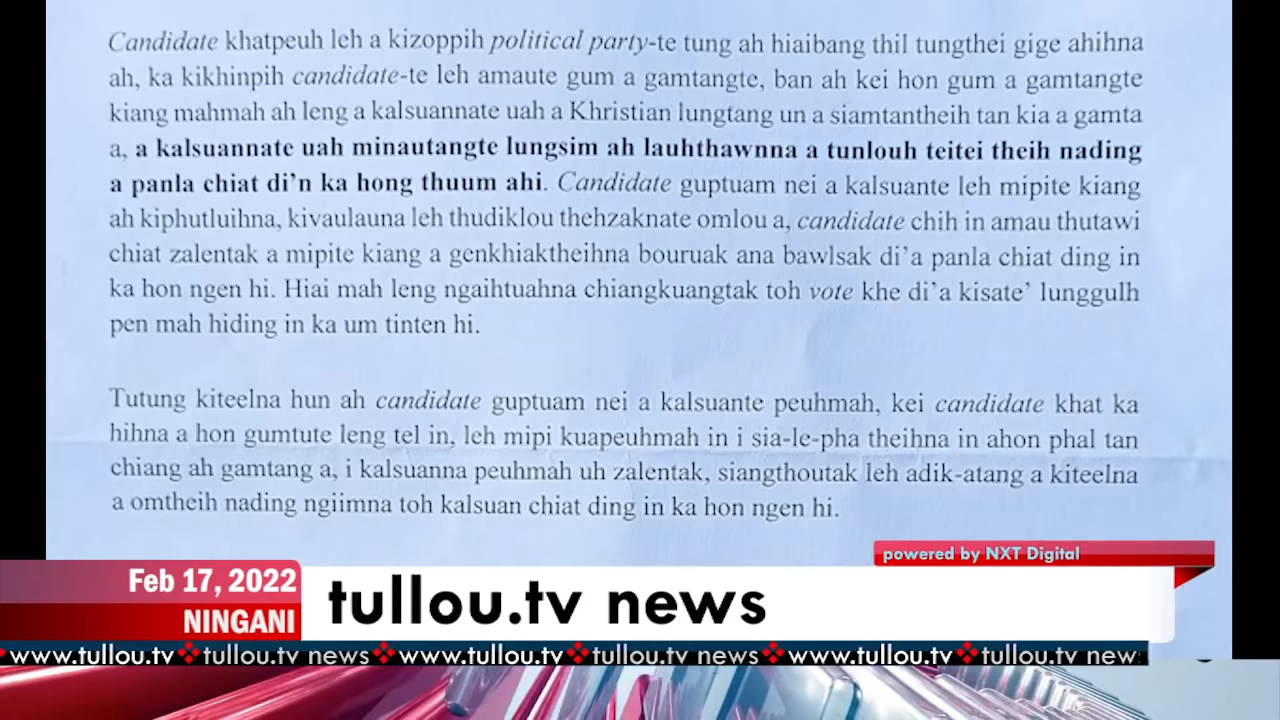 Candidate khatpeuh leh a kizoppih political party-te tung ah hiaibang thil tungthei gige ahihna
ah, ka kikhinpih candidate-te leh amaute gum a gamtangte, ban ah kei hon gum a gamtangte
kiang mahmah ah leng a kalsuannate uah a Khristian lungtang un a siamtantheih tan kia a gamta
a, a kalsuannate uah minautangte lungsim ah lauhthawnna a tunlouh teitei theih nading
a panla chiat di’n ka hong thuum ahi. Candidate guptuam nei a kalsuante leh mipite kiang
ah kiphutluihna, kivaulauna leh thudiklou thehzaknate omlou a, candidate chih in amau thutawi
chiat zalentak a mipite kiang a genkhiaktheihna bouruak ana bawlsak di’a panla chiat ding in
ka hon ngen hi. Hiai mah leng ngaihtuahna chiangkuangtak toh vote khe di’a kisate’ lunggulh
pen mah hiding in ka um tinten hi.
Tutung kiteelna hun ah candidate guptuam nei a kalsuante peuhmah, kei candidate khat ka
hihna a hon gumtute leng tel in, leh mipi kuapeuhmah in i sia-le-pha theihna in ahon phal tan
chiang ah gamtang a, i kalsuanna peuhmah uh zalentak, siangthoutak leh adik-atang a kiteelna
a omtheih nading ngiimna toh kalsuan chiat ding in ka hon ngen hi.
powered by NXT Digital
Feb 17, 2022
tullou.tv news
NINGANI
www.tullou.tv tullou.tv news www.tullou.tv tullou.tv news www.tullou.tv tullou.tv new